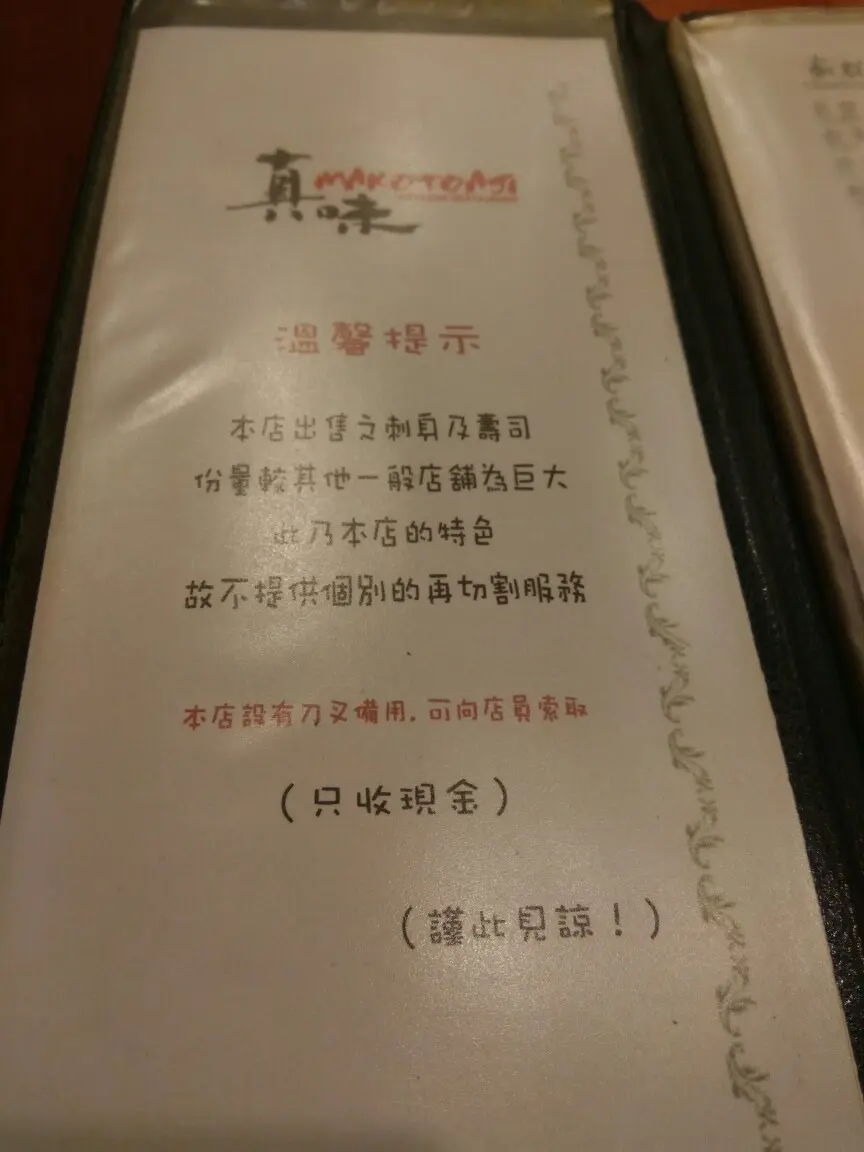 真味 MAKOTOAJI
溫馨提示
本店出售之刺身及壽司
份量較其他一般店舖為巨大
此乃本店的特色
故不提供個別的再切割服務
本店設有刀叉備用，可向店員索取
(只收現金)
(謹此見諒！)